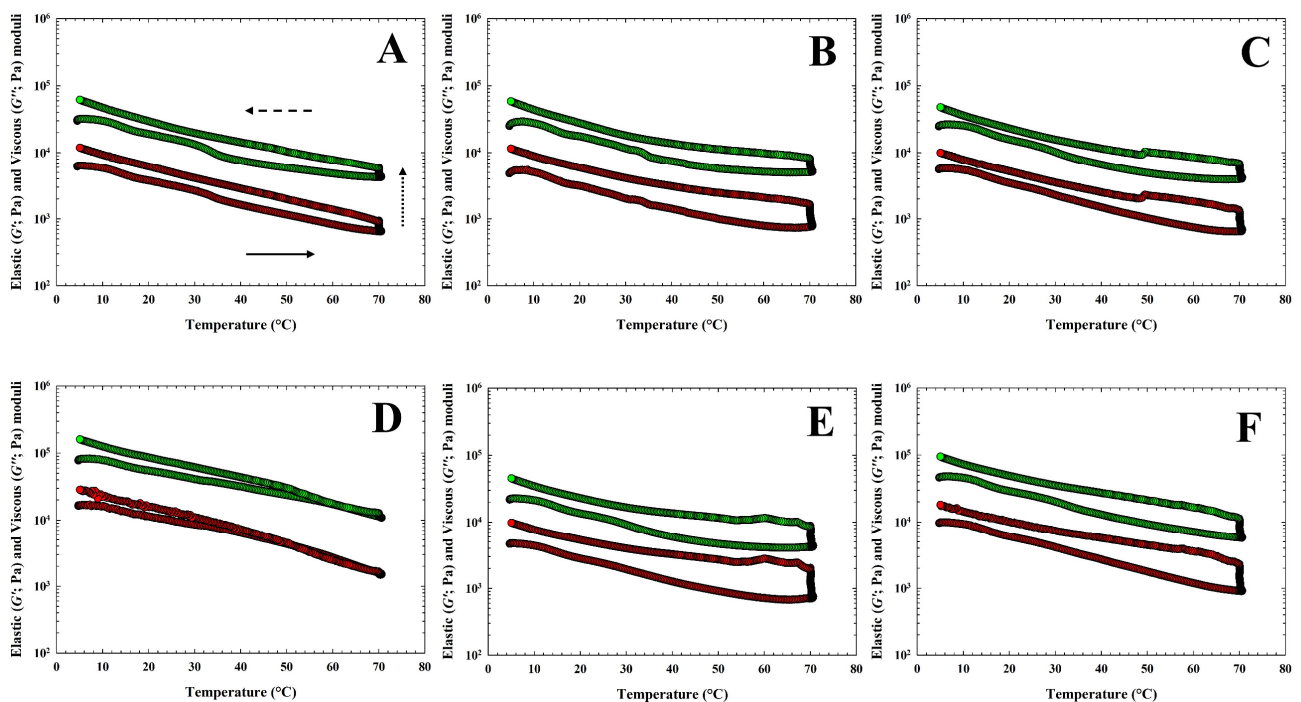 A
B
C
Elastic (G′; Pa) and Viscous (G″; Pa) moduli
10⁶
10⁵
10⁴
10³
10²
0 10 20 30 40 50 60 70 80
Temperature (°C)
Elastic (G′; Pa) and Viscous (G″; Pa) moduli
10⁶
10⁵
10⁴
10³
10²
0 10 20 30 40 50 60 70 80
Temperature (°C)
Elastic (G′; Pa) and Viscous (G″; Pa) moduli
10⁶
10⁵
10⁴
10³
10²
0 10 20 30 40 50 60 70 80
Temperature (°C)
D
E
F
Elastic (G′; Pa) and Viscous (G″; Pa) moduli
10⁶
10⁵
10⁴
10³
10²
0 10 20 30 40 50 60 70 80
Temperature (°C)
Elastic (G′; Pa) and Viscous (G″; Pa) moduli
10⁶
10⁵
10⁴
10³
10²
0 10 20 30 40 50 60 70 80
Temperature (°C)
Elastic (G′; Pa) and Viscous (G″; Pa) moduli
10⁶
10⁵
10⁴
10³
10²
0 10 20 30 40 50 60 70 80
Temperature (°C)